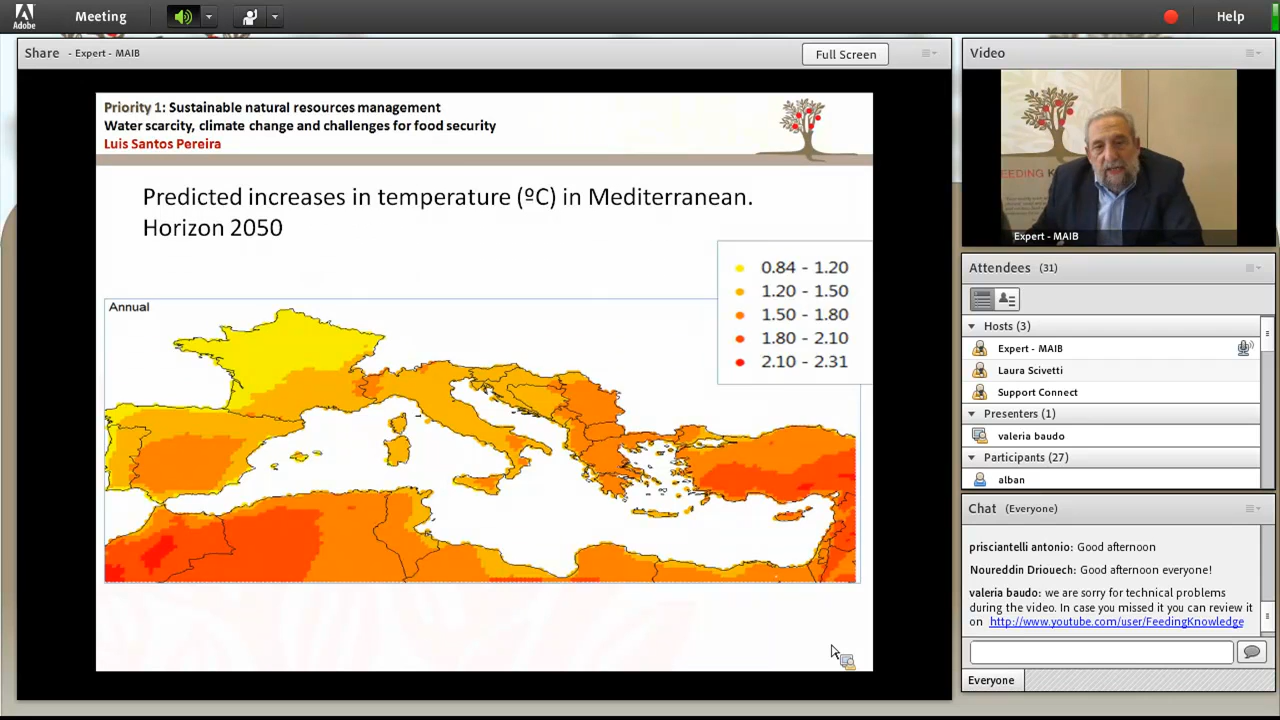 Adobe
Meeting
Help
Share - Expert - MAIB
Full Screen
Priority 1: Sustainable natural resources management
Water scarcity, climate change and challenges for food security
Luis Santos Pereira
Predicted increases in temperature (ºC) in Mediterranean.
Horizon 2050
0.84 - 1.20
1.20 - 1.50
1.50 - 1.80
1.80 - 2.10
2.10 - 2.31
Annual
Video
EEDING K
Expert - MAIB
Attendees (31)
Hosts (3)
Expert - MAIB
Laura Scivetti
Support Connect
Presenters (1)
valeria baudo
Participants (27)
alban
Chat (Everyone)
prisciantelli antonio: Good afternoon
Noureddin Driouech: Good afternoon everyone!
valeria baudo: we are sorry for technical problems
during the video. In case you missed it you can review it
on http://www.youtube.com/user/FeedingKnowledge
Everyone